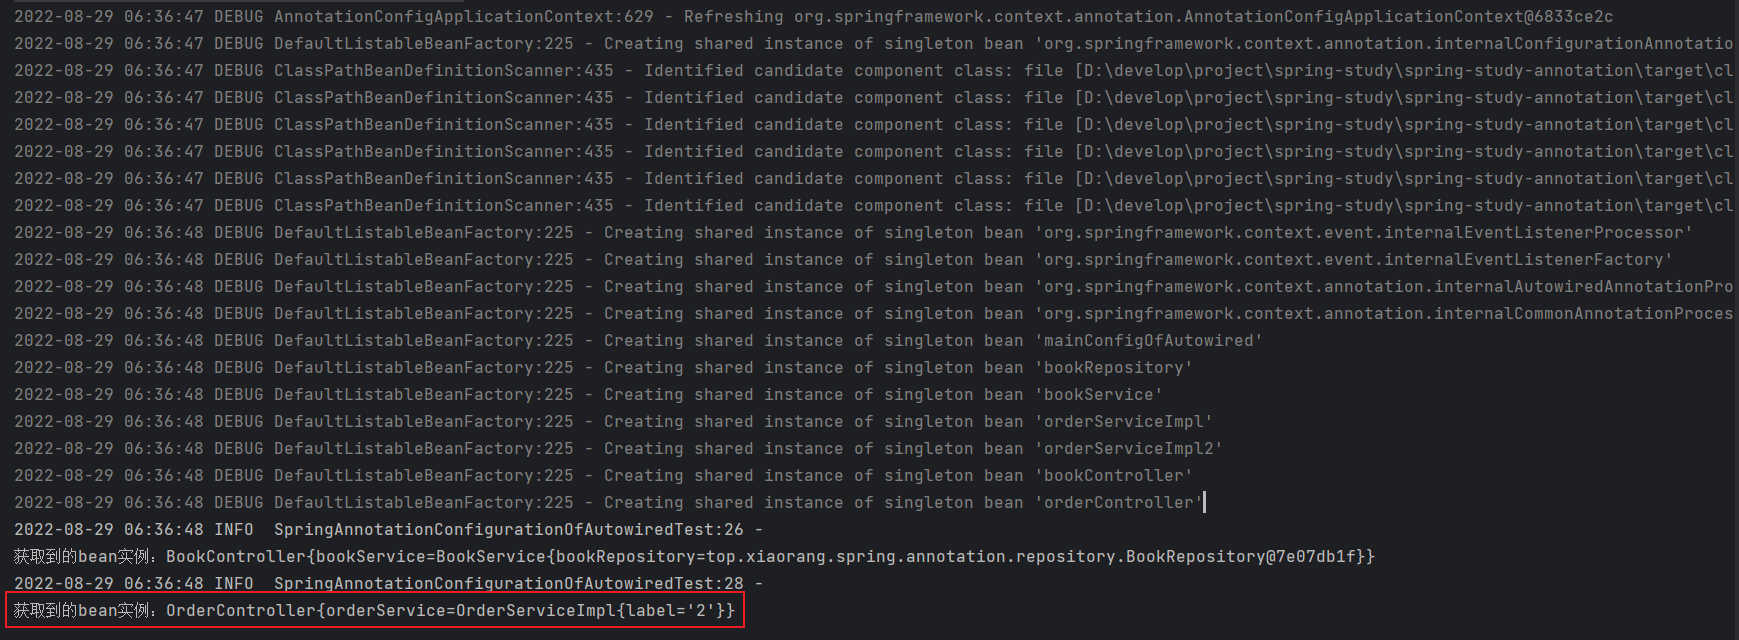 2022-08-29 06:36:47 DEBUG AnnotationConfigApplicationContext:629 - Refreshing org.springframework.context.annotation.AnnotationConfigApplicationContext@6833ce2c
2022-08-29 06:36:47 DEBUG DefaultListableBeanFactory:225 - Creating shared instance of singleton bean 'org.springframework.context.annotation.internalConfigurationAnnotatio
2022-08-29 06:36:47 DEBUG ClassPathBeanDefinitionScanner:435 - Identified candidate component class: file [D:\develop\project\spring-study\spring-study-annotation\target\cl
2022-08-29 06:36:47 DEBUG ClassPathBeanDefinitionScanner:435 - Identified candidate component class: file [D:\develop\project\spring-study\spring-study-annotation\target\cl
2022-08-29 06:36:47 DEBUG ClassPathBeanDefinitionScanner:435 - Identified candidate component class: file [D:\develop\project\spring-study\spring-study-annotation\target\cl
2022-08-29 06:36:47 DEBUG ClassPathBeanDefinitionScanner:435 - Identified candidate component class: file [D:\develop\project\spring-study\spring-study-annotation\target\cl
2022-08-29 06:36:47 DEBUG ClassPathBeanDefinitionScanner:435 - Identified candidate component class: file [D:\develop\project\spring-study\spring-study-annotation\target\cl
2022-08-29 06:36:47 DEBUG ClassPathBeanDefinitionScanner:435 - Identified candidate component class: file [D:\develop\project\spring-study\spring-study-annotation\target\cl
2022-08-29 06:36:48 DEBUG DefaultListableBeanFactory:225 - Creating shared instance of singleton bean 'org.springframework.context.event.internalEventListenerProcessor'
2022-08-29 06:36:48 DEBUG DefaultListableBeanFactory:225 - Creating shared instance of singleton bean 'org.springframework.context.event.internalEventListenerFactory'
2022-08-29 06:36:48 DEBUG DefaultListableBeanFactory:225 - Creating shared instance of singleton bean 'org.springframework.context.annotation.internalAutowiredAnnotationPro
2022-08-29 06:36:48 DEBUG DefaultListableBeanFactory:225 - Creating shared instance of singleton bean 'org.springframework.context.annotation.internalCommonAnnotationProces
2022-08-29 06:36:48 DEBUG DefaultListableBeanFactory:225 - Creating shared instance of singleton bean 'mainConfigOfAutowired'
2022-08-29 06:36:48 DEBUG DefaultListableBeanFactory:225 - Creating shared instance of singleton bean 'bookRepository'
2022-08-29 06:36:48 DEBUG DefaultListableBeanFactory:225 - Creating shared instance of singleton bean 'bookService'
2022-08-29 06:36:48 DEBUG DefaultListableBeanFactory:225 - Creating shared instance of singleton bean 'orderServiceImpl'
2022-08-29 06:36:48 DEBUG DefaultListableBeanFactory:225 - Creating shared instance of singleton bean 'orderServiceImpl2'
2022-08-29 06:36:48 DEBUG DefaultListableBeanFactory:225 - Creating shared instance of singleton bean 'bookController'
2022-08-29 06:36:48 DEBUG DefaultListableBeanFactory:225 - Creating shared instance of singleton bean 'orderController'
2022-08-29 06:36:48 INFO  SpringAnnotationConfigurationOfAutowiredTest:26 -
获取到的bean实例：BookController{bookService=BookService{bookRepository=top.xiaorang.spring.annotation.repository.BookRepository@7e07db1f}}
2022-08-29 06:36:48 INFO  SpringAnnotationConfigurationOfAutowiredTest:28 -
获取到的bean实例：OrderController{orderService=OrderServiceImpl{label='2'}}